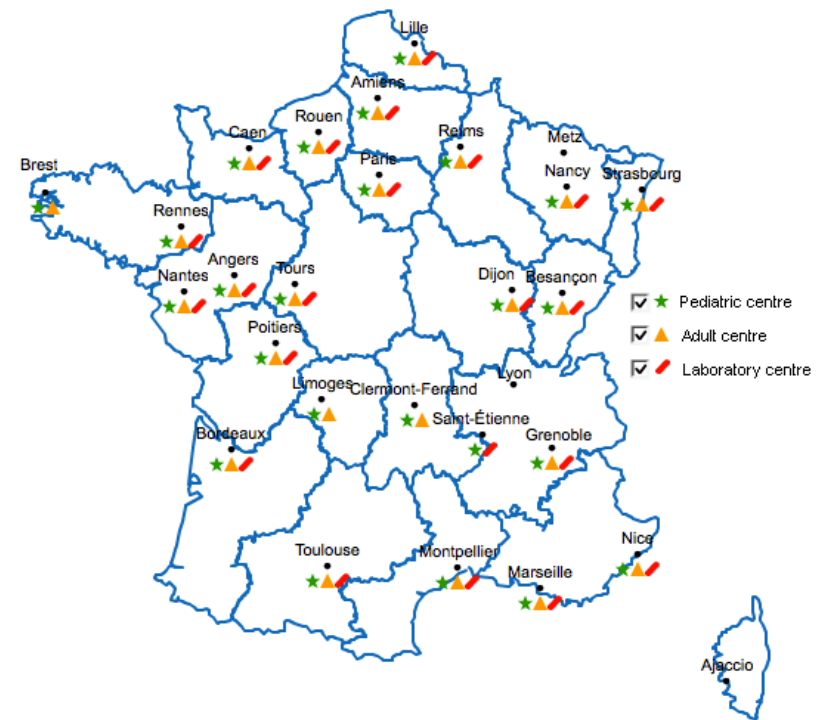 Lille
Amiens
Rouen
Caen
Reims
Metz
Paris
Nancy
Strasbourg
Brest
Rennes
Angers
Nantes
Tours
Dijon
Besançon
Pediatric centre
Poitiers
Adult centre
Lyon
Laboratory centre
Limoges
Clermont-Ferrand
Saint-Étienne
Bordeaux
Grenoble
Nice
Toulouse
Montpellier
Marseille
Ajaccio